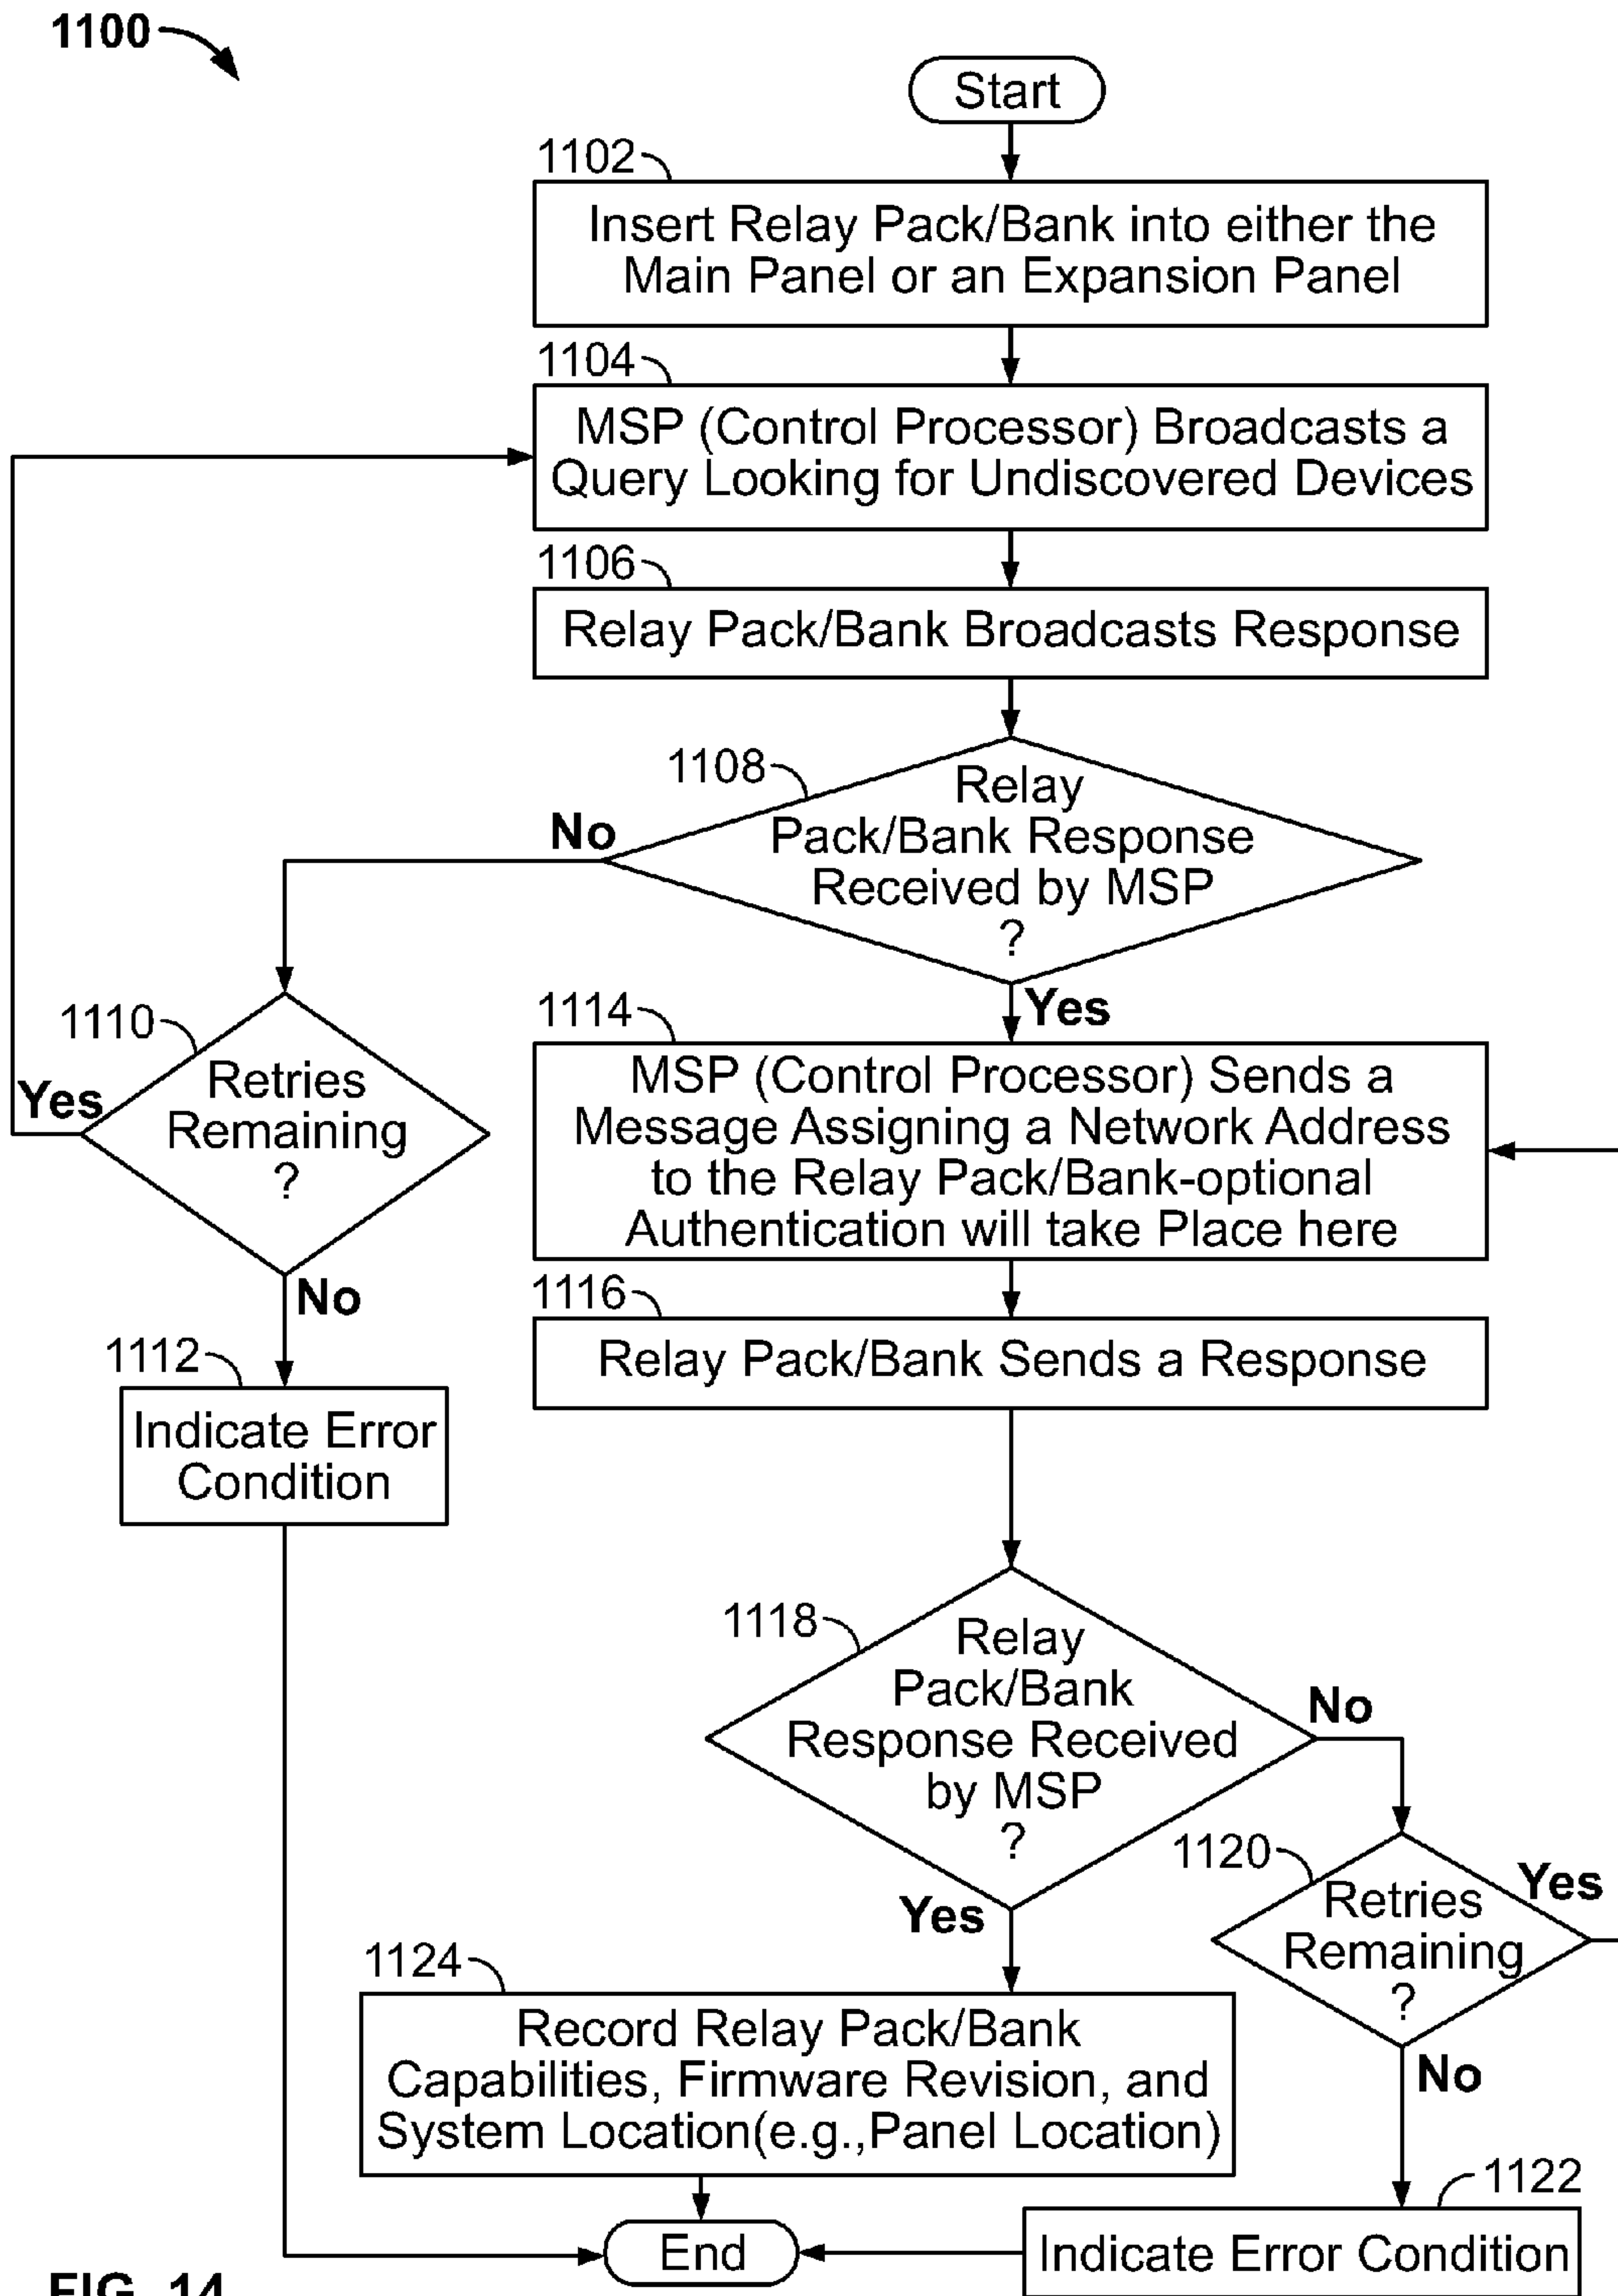 1100
Start
1102
Insert Relay Pack/Bank into either the
Main Panel or an Expansion Panel
1104
MSP (Control Processor) Broadcasts a
Query Looking for Undiscovered Devices
1106
Relay Pack/Bank Broadcasts Response
1108
Relay
Pack/Bank Response
Received by MSP
?
No
Yes
1110
Retries
Remaining
?
Yes
No
1112
Indicate Error
Condition
1114
MSP (Control Processor) Sends a
Message Assigning a Network Address
to the Relay Pack/Bank-optional
Authentication will take Place here
1116
Relay Pack/Bank Sends a Response
1118
Relay
Pack/Bank
Response Received
by MSP
?
No
Yes
1120
Retries
Remaining
?
Yes
No
1124
Record Relay Pack/Bank
Capabilities, Firmware Revision, and
System Location(e.g.,Panel Location)
1122
Indicate Error Condition
End
FIG. 14